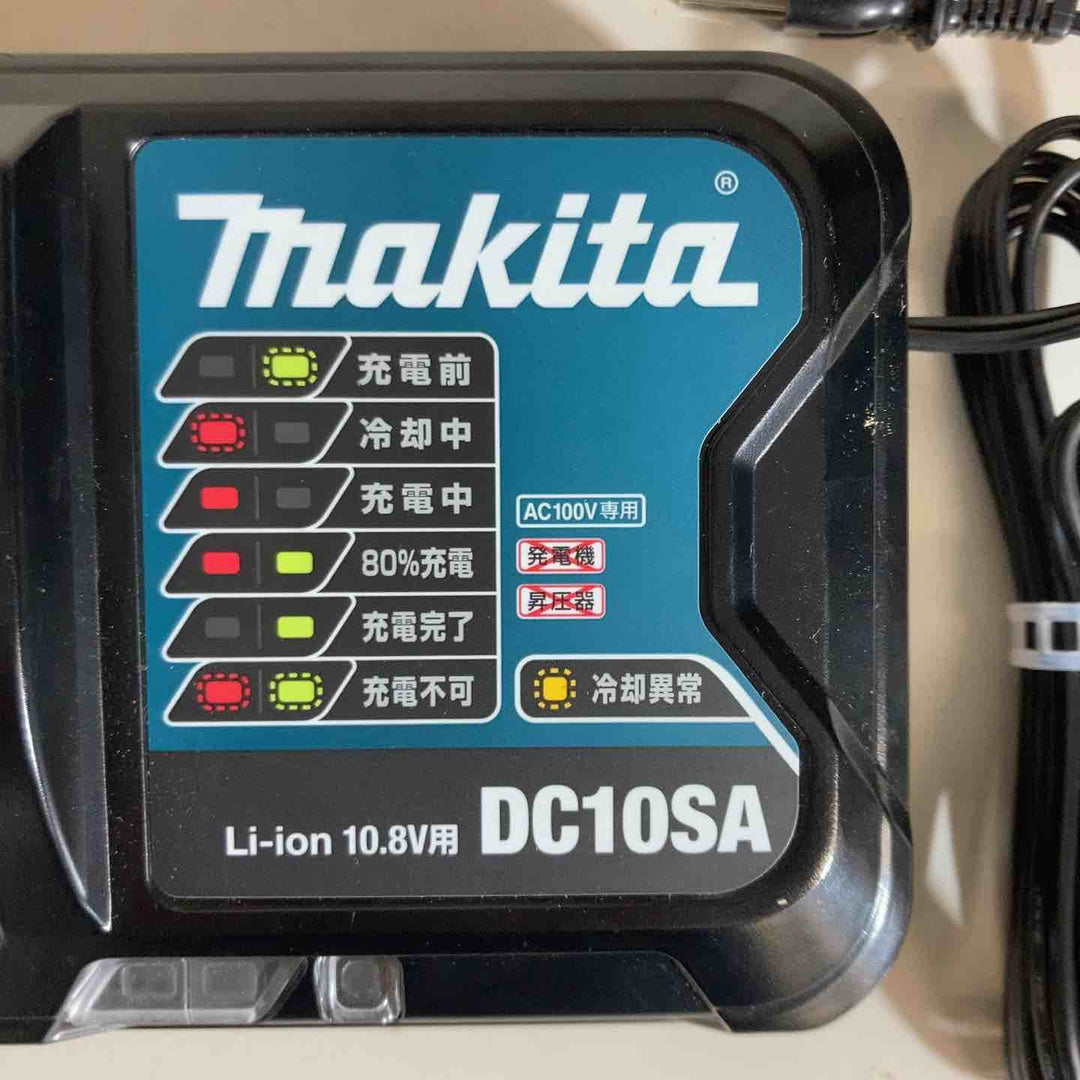 makita®
充電前
冷却中
充電中
80%充電
充電完了
充電不可
AC100V専用
発電機
昇圧器
冷却異常
Li-ion 10.8V用 DC10SA